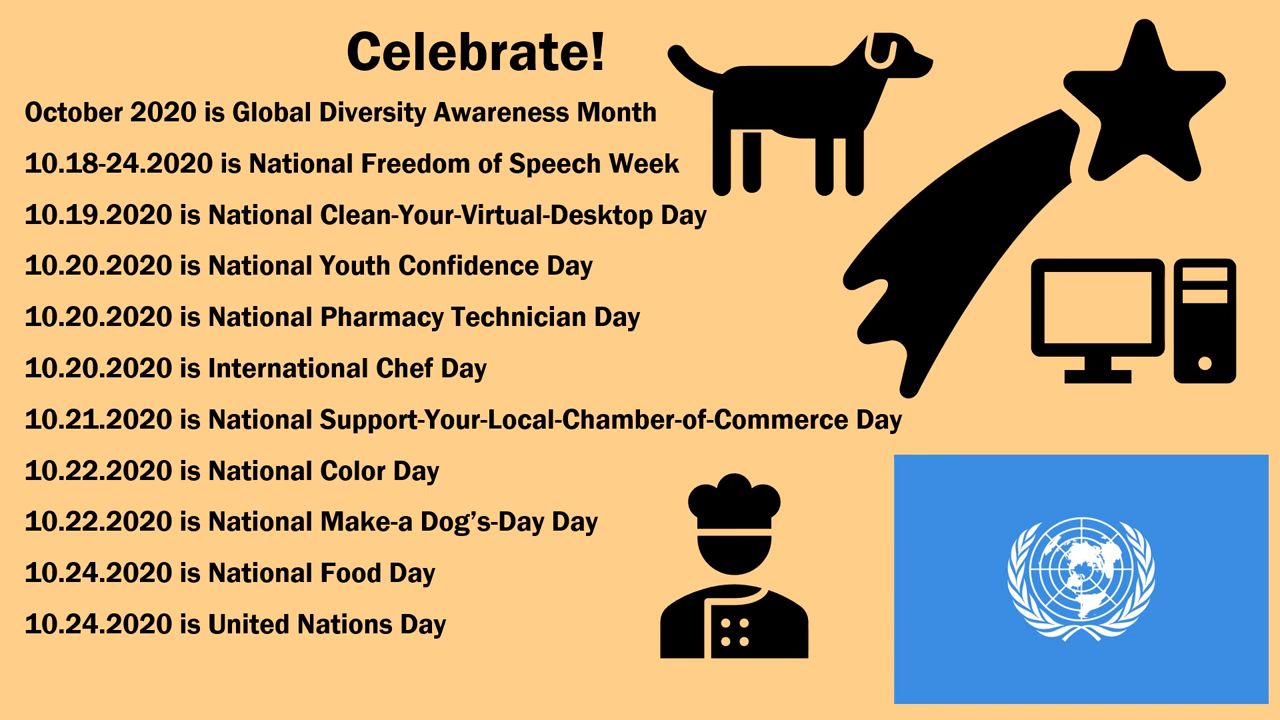 Celebrate!
October 2020 is Global Diversity Awareness Month
10.18-24.2020 is National Freedom of Speech Week
10.19.2020 is National Clean-Your-Virtual-Desktop Day
10.20.2020 is National Youth Confidence Day
10.20.2020 is National Pharmacy Technician Day
10.20.2020 is International Chef Day
10.21.2020 is National Support-Your-Local-Chamber-of-Commerce Day
10.22.2020 is National Color Day
10.22.2020 is National Make-a Dog’s-Day Day
10.24.2020 is National Food Day
10.24.2020 is United Nations Day